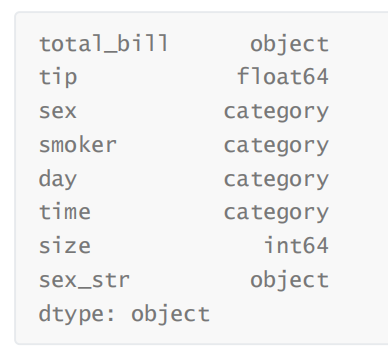 total_bill      object
tip            float64
sex           category
smoker        category
day           category
time          category
size             int64
sex_str         object
dtype: object